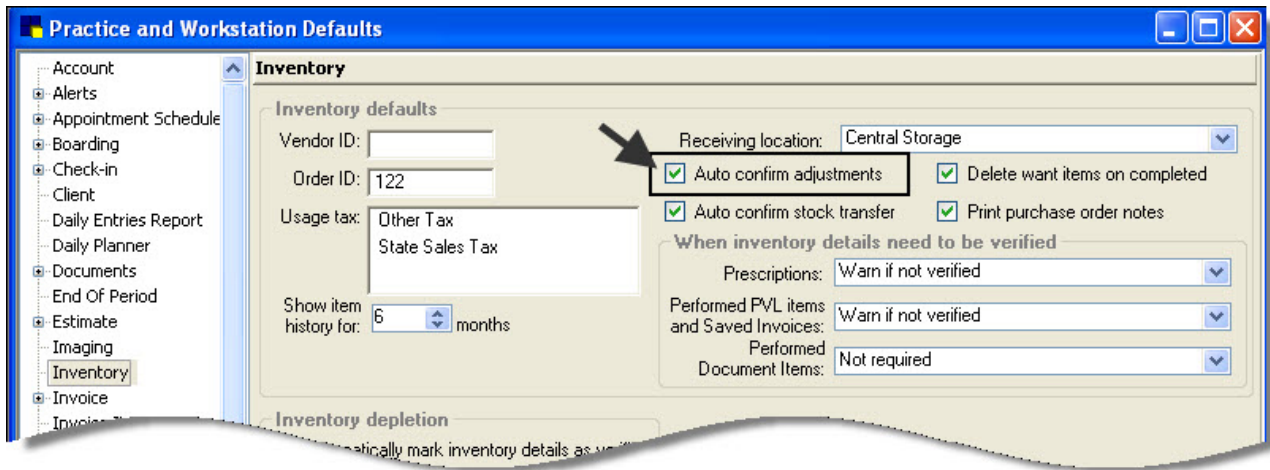 Practice and Workstation Defaults
Account
Alerts
Appointment Schedule
Boarding
Check-in
Client
Daily Entries Report
Daily Planner
Documents
End Of Period
Estimate
Imaging
Inventory
Invoice
Inventory
Inventory defaults
Vendor ID:
Order ID: 122
Usage tax: Other Tax
State Sales Tax
Show item
history for: 6 months
Receiving location: Central Storage
Auto confirm adjustments
Delete want items on completed
Auto confirm stock transfer
Print purchase order notes
When inventory details need to be verified
Prescriptions: Warn if not verified
Performed PVL items
and Saved Invoices: Warn if not verified
Performed
Document Items: Not required
Inventory depletion
mark inventory details as